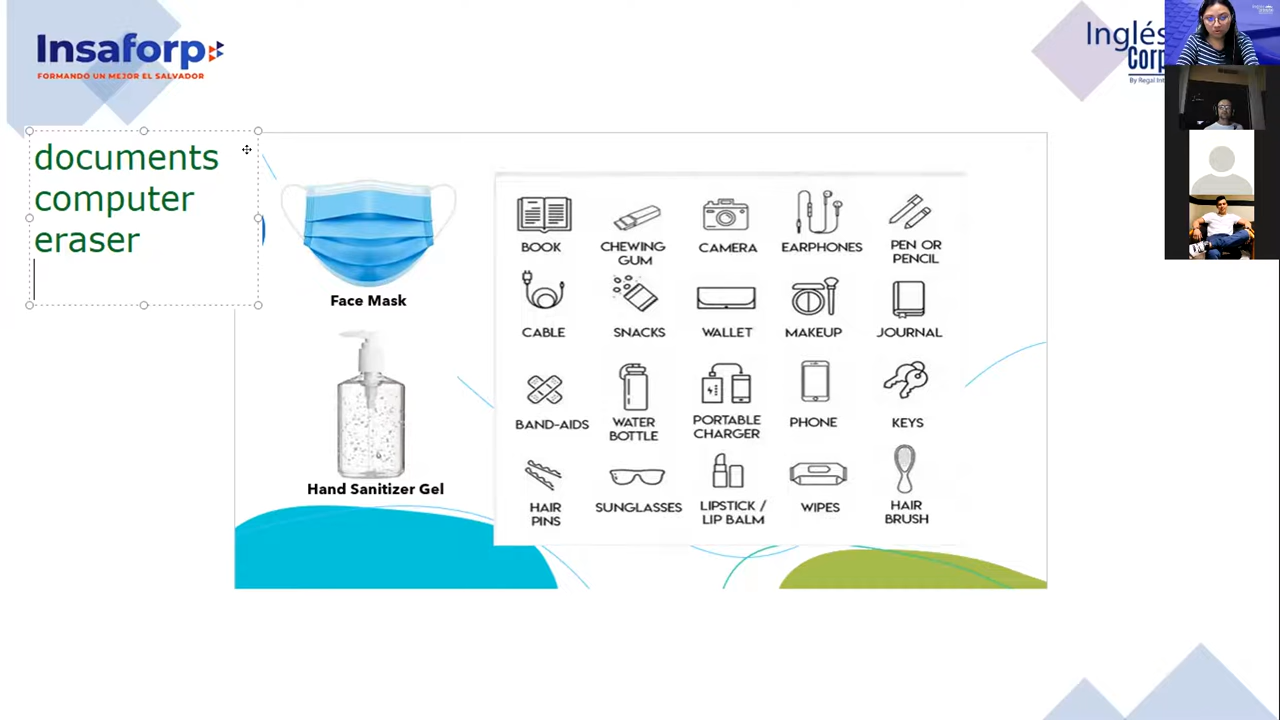 Insaforp
FORMANDO UN MEJOR EL SALVADOR
Inglés
Corp
documents
computer
eraser
Face Mask
Hand Sanitizer Gel
BOOK
CHEWING
GUM
CAMERA
EARPHONES
PEN OR
PENCIL
CABLE
SNACKS
WALLET
MAKEUP
JOURNAL
BAND-AIDS
WATER
BOTTLE
PORTABLE
CHARGER
PHONE
KEYS
HAIR
PINS
SUNGLASSES
LIPSTICK /
LIP BALM
WIPES
HAIR
BRUSH